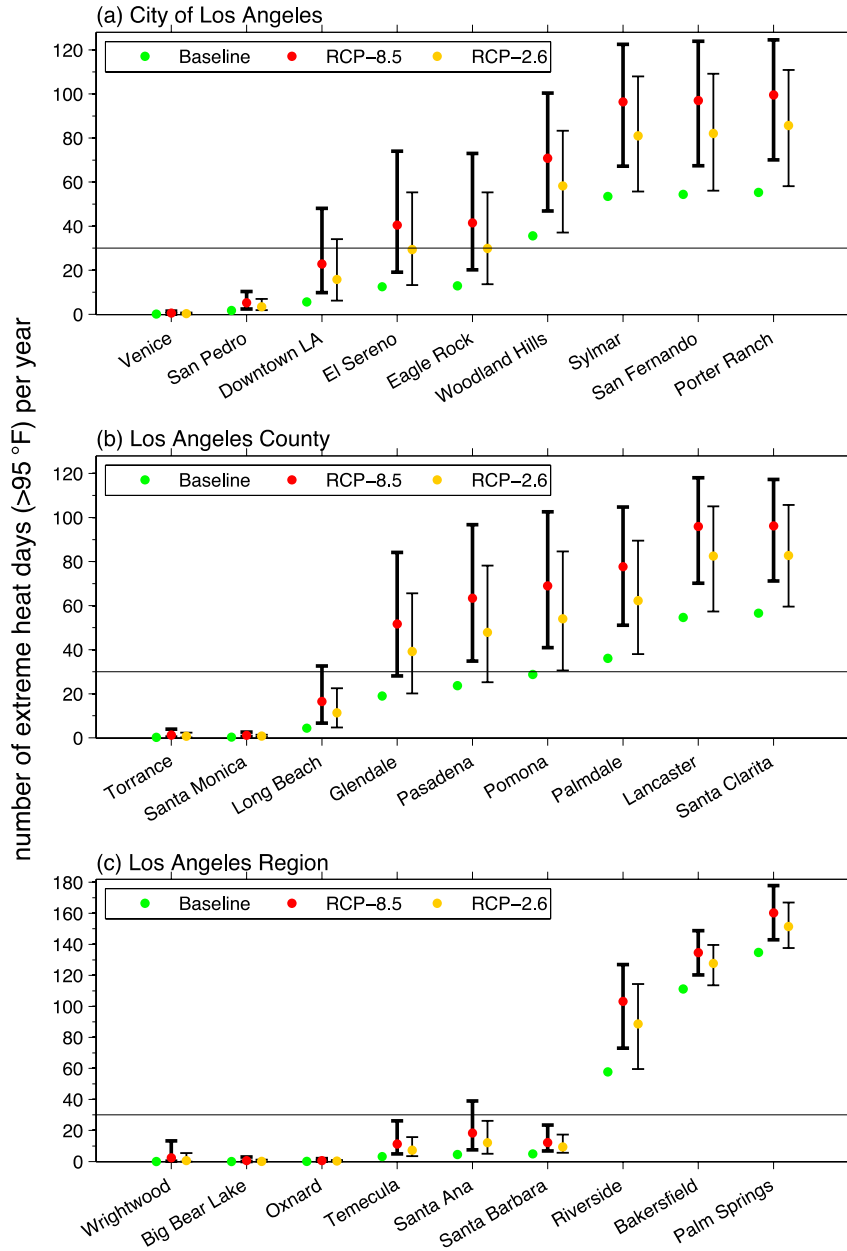 (a) City of Los Angeles
120
100
80
60
40
20
0
Baseline RCP−8.5 RCP−2.6
Venice
San Pedro
Downtown LA
El Sereno
Eagle Rock
Woodland Hills
Sylmar
San Fernando
Porter Ranch
number of extreme heat days (>95 °F) per year
(b) Los Angeles County
120
100
80
60
40
20
0
Baseline RCP−8.5 RCP−2.6
Torrance
Santa Monica
Long Beach
Glendale
Pasadena
Pomona
Palmdale
Lancaster
Santa Clarita
(c) Los Angeles Region
180
160
140
120
100
80
60
40
20
0
Baseline RCP−8.5 RCP−2.6
Wrightwood
Big Bear Lake
Oxnard
Temecula
Santa Ana
Santa Barbara
Riverside
Bakersfield
Palm Springs